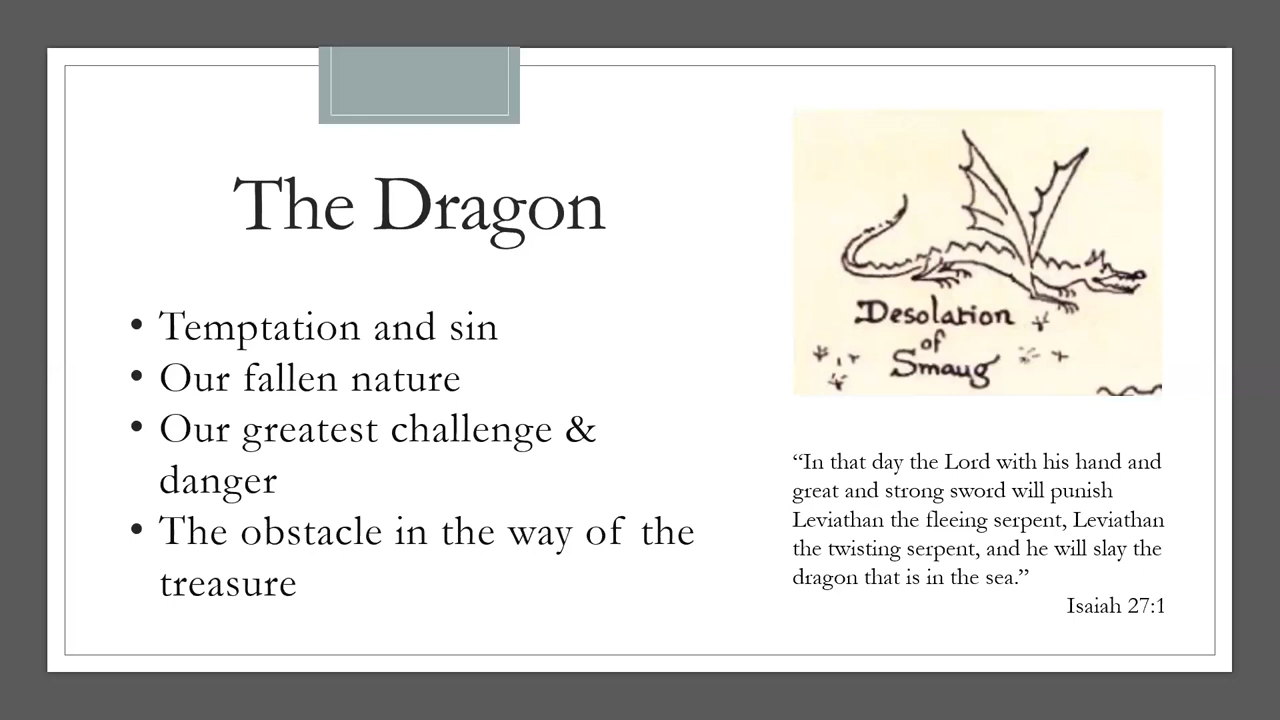 The Dragon
• Temptation and sin
• Our fallen nature
• Our greatest challenge &
danger
• The obstacle in the way of the
treasure
Desolation
of
Smaug
“In that day the Lord with his hand and
great and strong sword will punish
Leviathan the fleeing serpent, Leviathan
the twisting serpent, and he will slay the
dragon that is in the sea.”
Isaiah 27:1